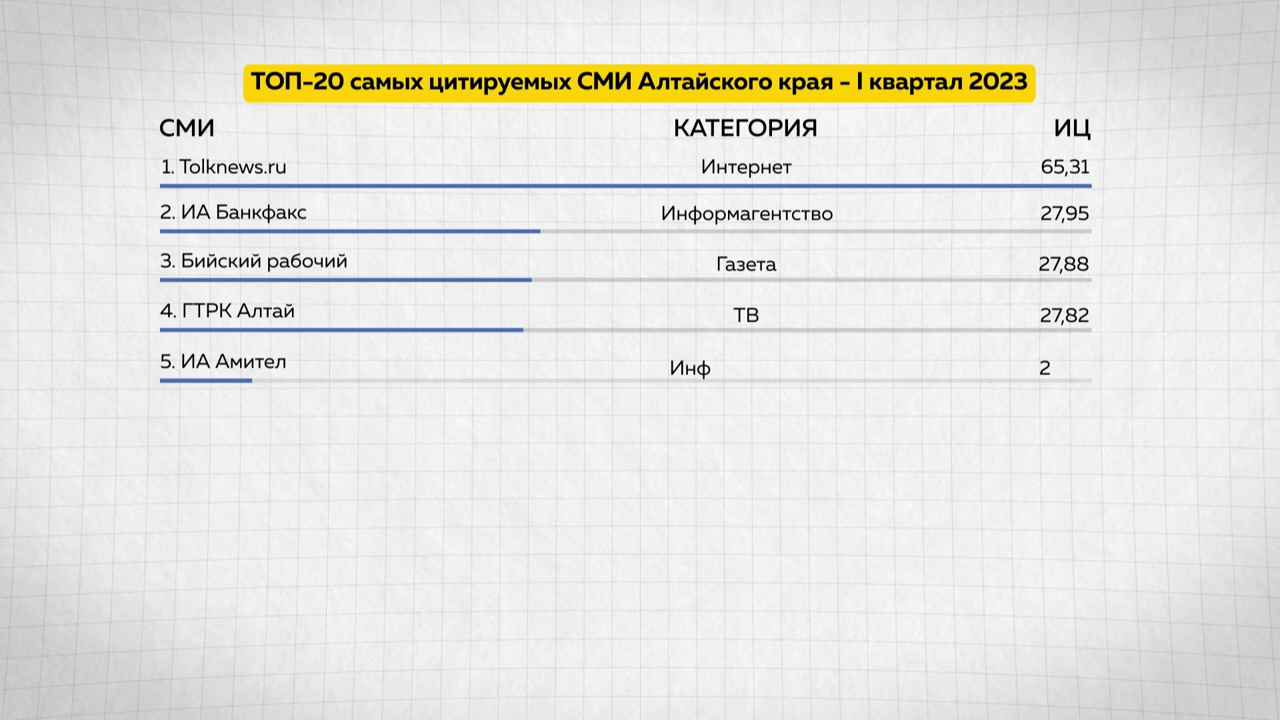 ТОП-20 самых цитируемых СМИ Алтайского края - I квартал 2023
СМИ КАТЕГОРИЯ ИЦ
1. Tolknews.ru Интернет 65,31
2. ИА Банкфакс Информагентство 27,95
3. Бийский рабочий Газета 27,88
4. ГТРК Алтай ТВ 27,82
5. ИА Амител Инф 2